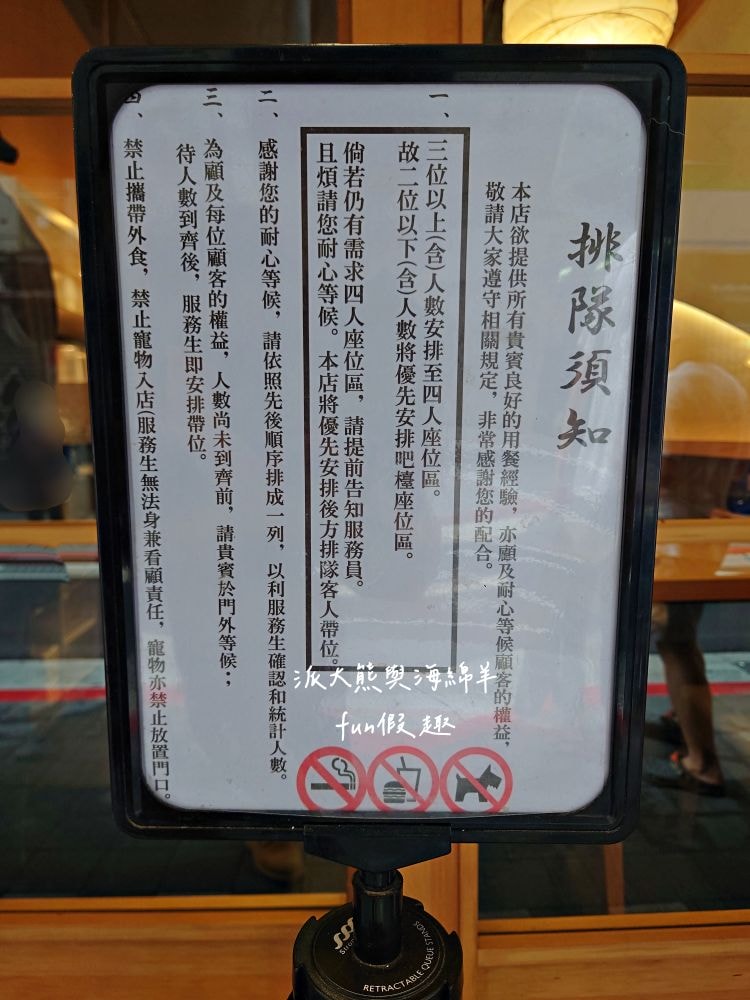 排隊須知
本店欲提供所有貴賓良好的用餐經驗，亦顧及耐心等候顧客的權益，
敬請大家遵守相關規定，非常感謝您的配合。
一、
三位以上(含)人數安排至四人座位區。
故二位以下(含)人數將優先安排吧檯座位區。
倘若仍有需求四人座位區，請提前告知服務員。
且煩請您耐心等候。本店將優先安排後方排隊客人帶位。
二、感謝您的耐心等候，請依照先後順序排成一列，以利服務生確認和統計人數。
三、為顧及每位顧客的權益，人數尚未到齊前，請貴賓於門外等候；
待人數到齊後，服務生即安排帶位。
四、禁止攜帶外食，禁止寵物入店(服務生無法身兼看顧責任，寵物亦禁止放置門口。
派大熊與海綿羊
fun假趣
RETRACTABLE QUEUE STANDS